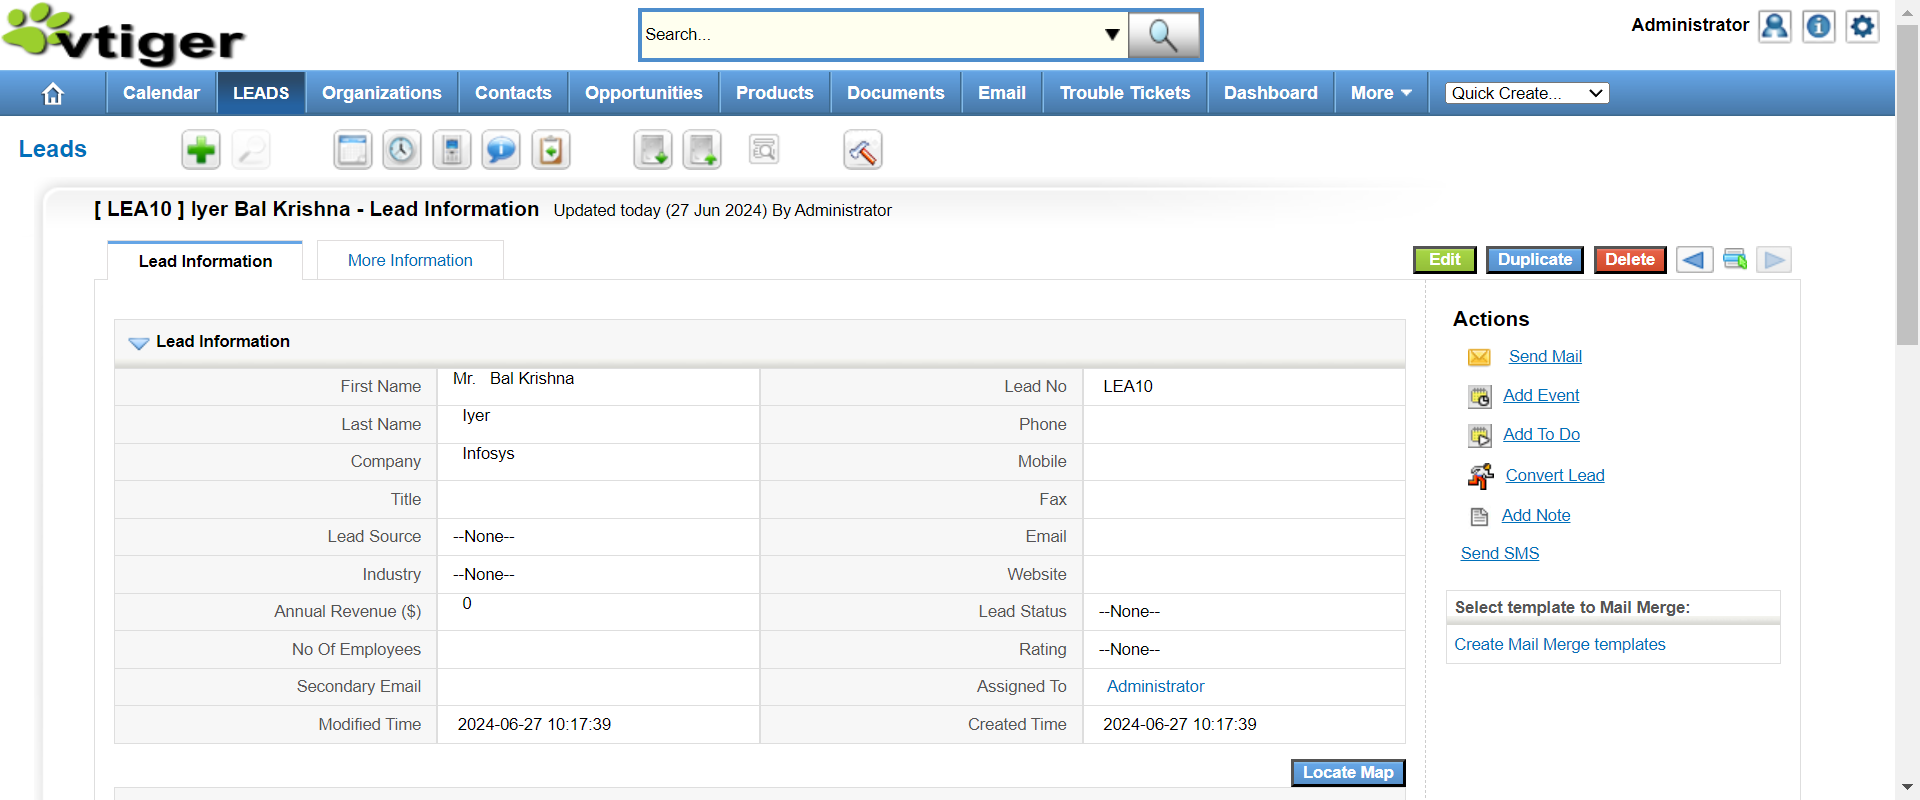 vtiger
Search...
Administrator
Calendar LEADS Organizations Contacts Opportunities Products Documents Email Trouble Tickets Dashboard More Quick Create...
Leads
[ LEA10 ] Iyer Bal Krishna - Lead Information Updated today (27 Jun 2024) By Administrator
Lead Information More Information Edit Duplicate Delete
Lead Information
First Name Mr. Bal Krishna Lead No LEA10
Last Name Iyer Phone
Company Infosys Mobile
Title Fax
Lead Source --None-- Email
Industry --None-- Website
Annual Revenue ($) 0 Lead Status --None--
No Of Employees Rating --None--
Secondary Email Assigned To Administrator
Modified Time 2024-06-27 10:17:39 Created Time 2024-06-27 10:17:39
Locate Map
Actions
Send Mail
Add Event
Add To Do
Convert Lead
Add Note
Send SMS
Select template to Mail Merge:
Create Mail Merge templates